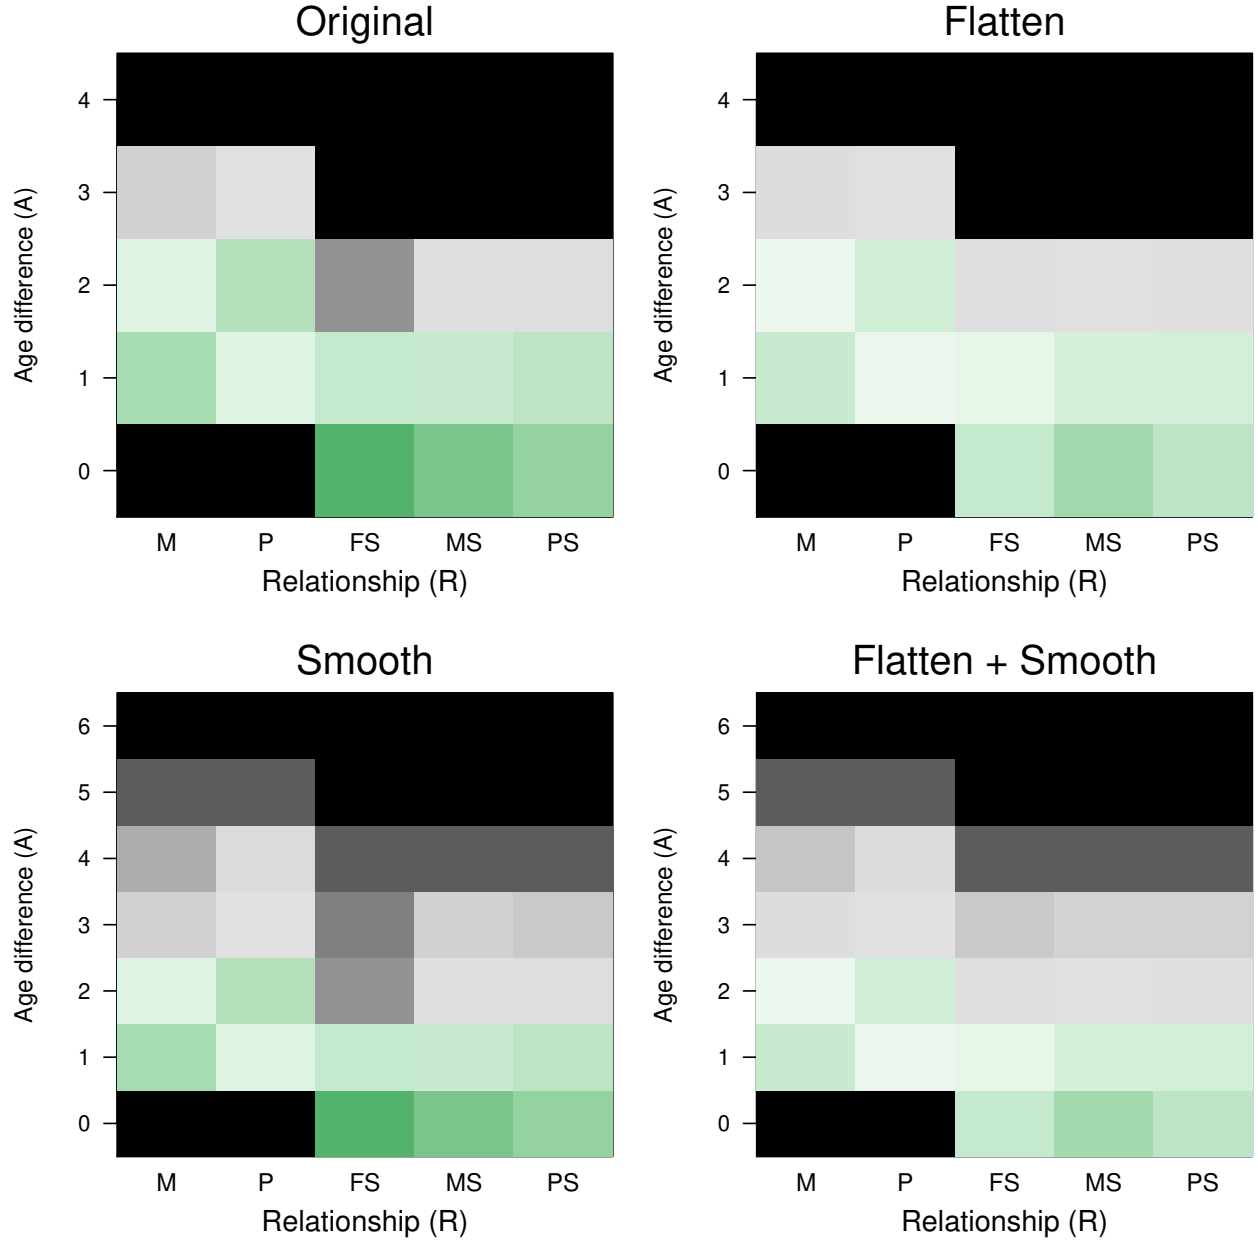 Original
4
3
2
1
0
Age difference (A)
M P FS MS PS
Relationship (R)
Flatten
4
3
2
1
0
Age difference (A)
M P FS MS PS
Relationship (R)
Smooth
6
5
4
3
2
1
0
Age difference (A)
M P FS MS PS
Relationship (R)
Flatten + Smooth
6
5
4
3
2
1
0
Age difference (A)
M P FS MS PS
Relationship (R)